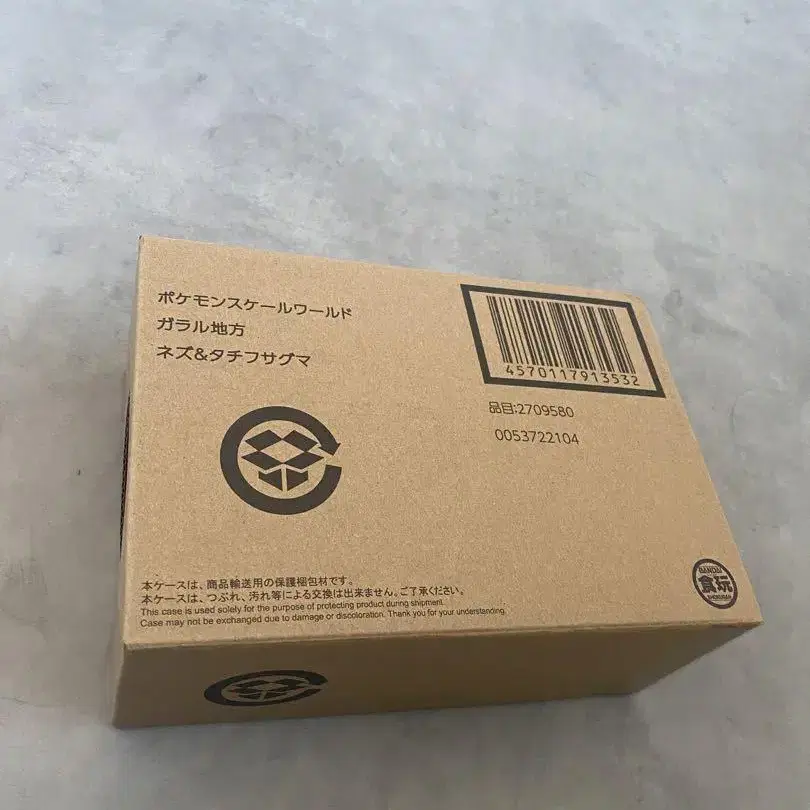 ポケモンスケールワールド
ガラル地方
ネズ&タチフサグマ
4570117913532
品目:2709580
0053722104
本ケースは、商品輸送用の保護梱包材です。
本ケースは、つぶれ、汚れ等による交換は出来ません。ご了承ください。
This case is used solely for the purpose of protecting product during shipment.
Case may not be exchanged due to damage or discoloration. Thank you for your understanding.
BANDAI
食玩
SHOKUGAN